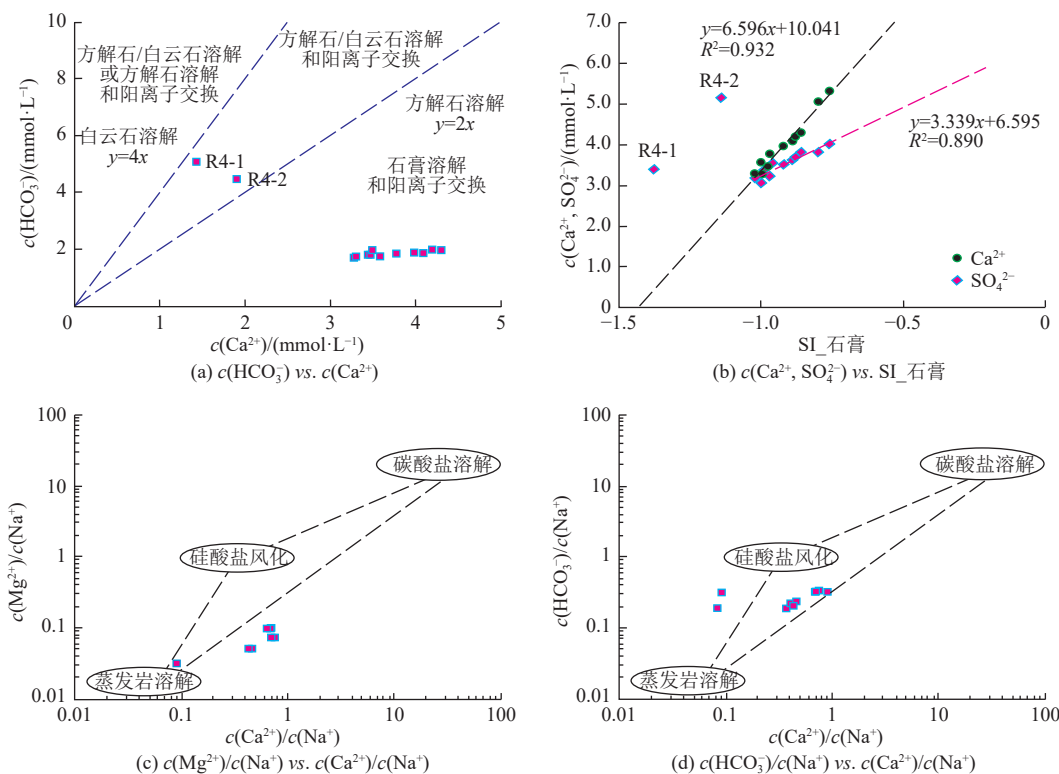 10
8
6
4
2
0
1
2
3
4
5
c(HCO₃⁻)/(mmol·L⁻¹)
方解石/白云石溶解
或方解石溶解
和阳离子交换
方解石/白云石溶解
和阳离子交换
白云石溶解
y=4x
方解石溶解
y=2x
R4-1
R4-2
石膏溶解
和阳离子交换
c(Ca²⁺)/(mmol·L⁻¹)
(a) c(HCO₃⁻) vs. c(Ca²⁺)
7.0
6.0
5.0
4.0
3.0
2.0
1.0
0
−1.5
−1.0
−0.5
0
c(Ca²⁺, SO₄²⁻)/(mmol·L⁻¹)
y=6.596x+10.041
R²=0.932
R4-2
y=3.339x+6.595
R²=0.890
R4-1
Ca²⁺
SO₄²⁻
SI_石膏
(b) c(Ca²⁺, SO₄²⁻) vs. SI_石膏
100
10
1
0.1
0.01
0.01
0.1
1
10
100
c(Mg²⁺)/c(Na⁺)
碳酸盐溶解
硅酸盐风化
蒸发岩溶解
c(Ca²⁺)/c(Na⁺)
(c) c(Mg²⁺)/c(Na⁺) vs. c(Ca²⁺)/c(Na⁺)
100
10
1
0.1
0.01
0.01
0.1
1
10
100
c(HCO₃⁻)/c(Na⁺)
碳酸盐溶解
硅酸盐风化
蒸发岩溶解
c(Ca²⁺)/c(Na⁺)
(d) c(HCO₃⁻)/c(Na⁺) vs. c(Ca²⁺)/c(Na⁺)